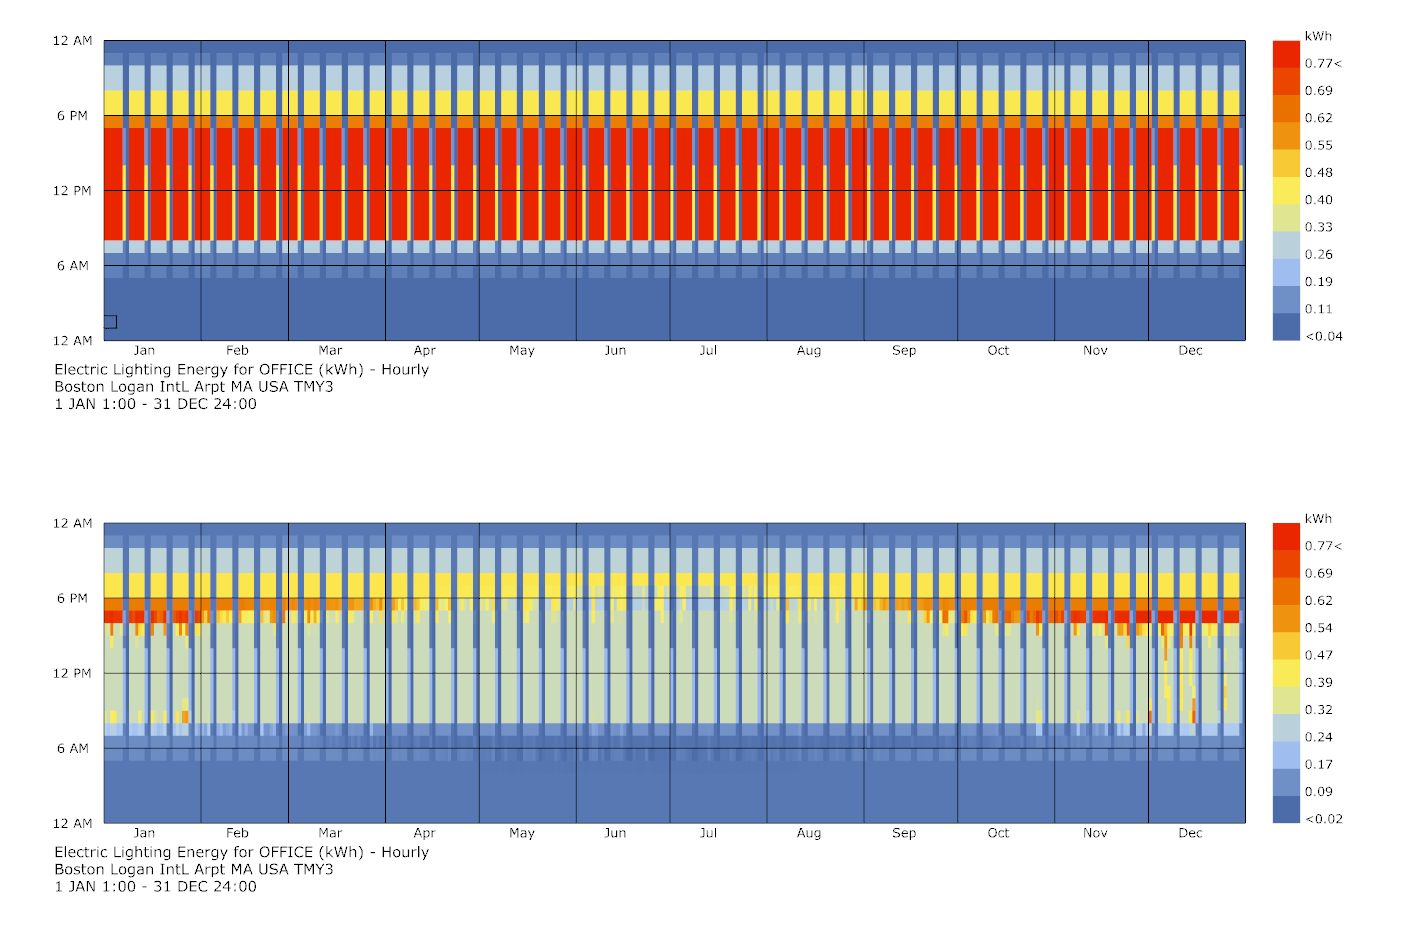 kWh
12 AM
0.77<
0.69
6 PM
0.62
0.55
0.48
12 PM
0.40
0.33
0.26
6 AM
0.19
0.11
12 AM
<0.04
Jan Feb Mar Apr May Jun Jul Aug Sep Oct Nov Dec
Electric Lighting Energy for OFFICE (kWh) - Hourly
Boston Logan IntL Arpt MA USA TMY3
1 JAN 1:00 - 31 DEC 24:00
kWh
12 AM
0.77<
0.69
6 PM
0.62
0.54
0.47
12 PM
0.39
0.32
0.24
6 AM
0.17
0.09
12 AM
<0.02
Jan Feb Mar Apr May Jun Jul Aug Sep Oct Nov Dec
Electric Lighting Energy for OFFICE (kWh) - Hourly
Boston Logan IntL Arpt MA USA TMY3
1 JAN 1:00 - 31 DEC 24:00